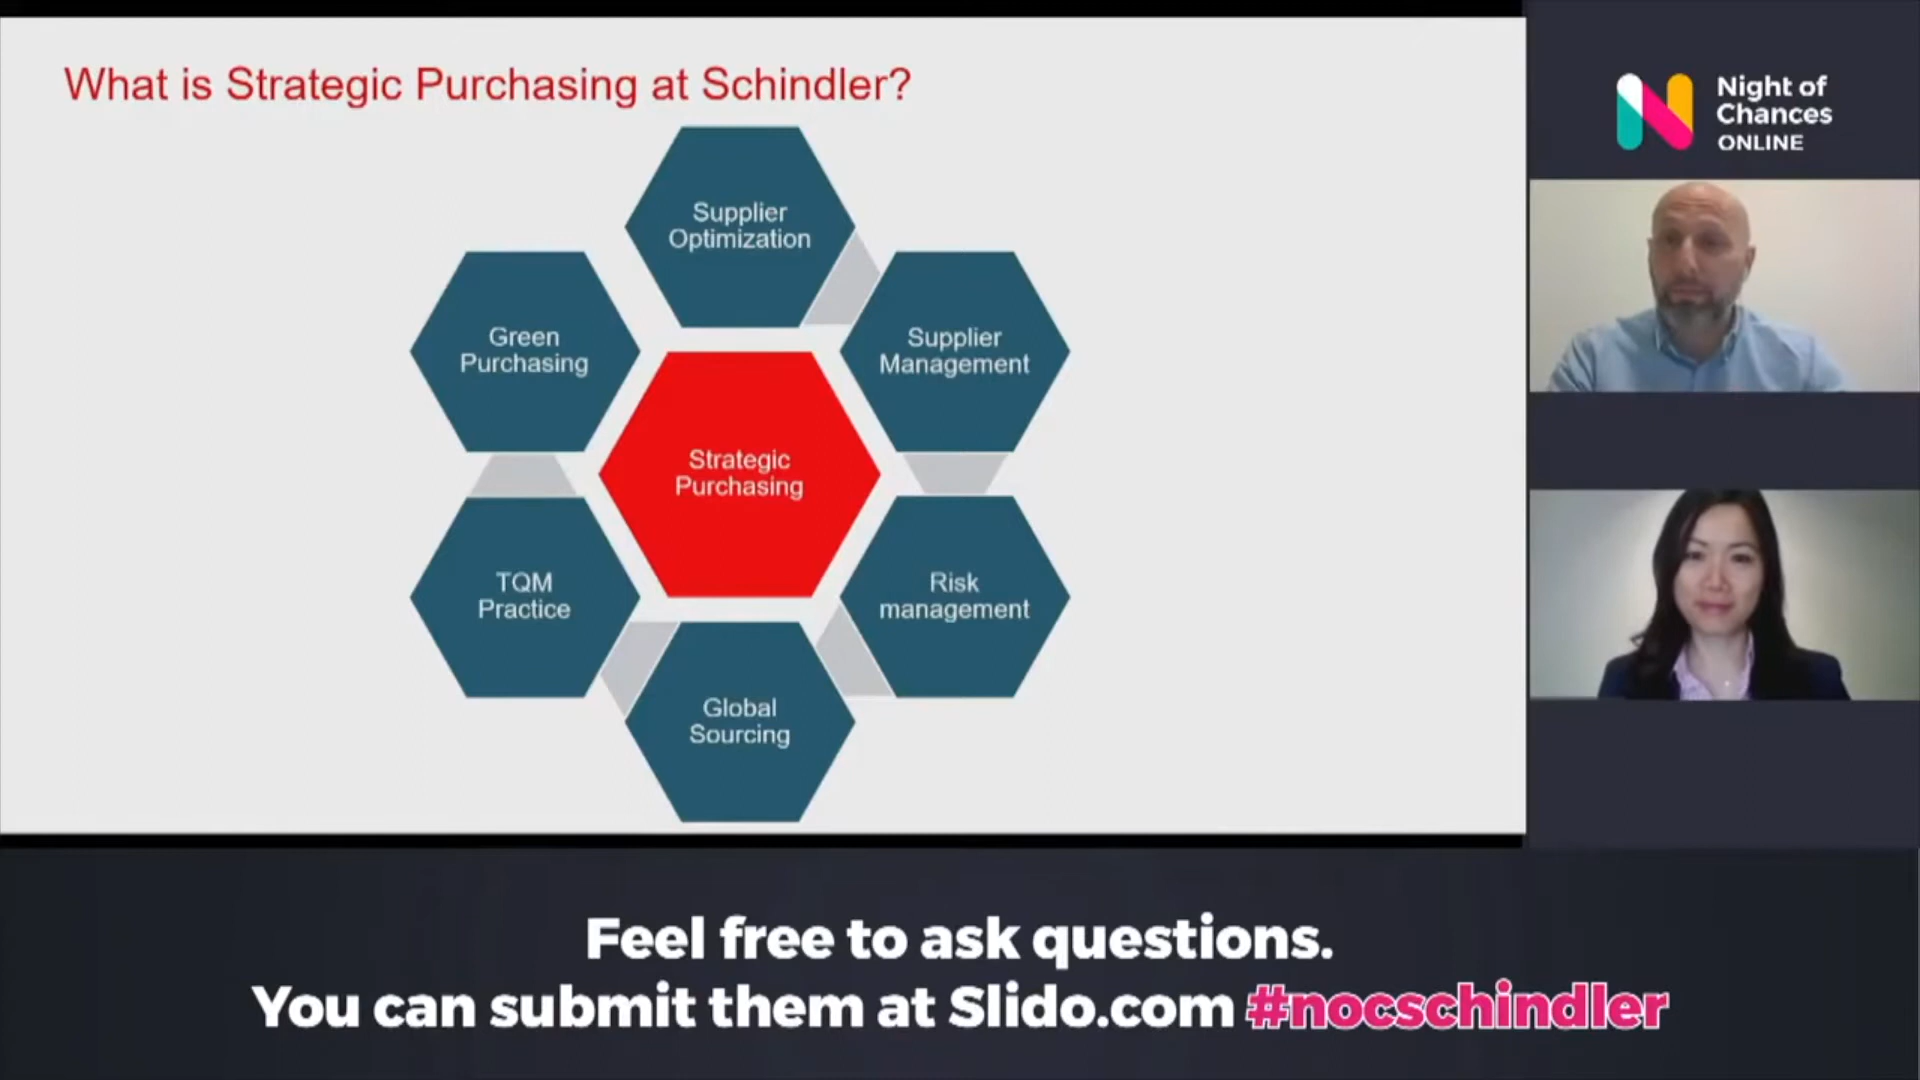 What is Strategic Purchasing at Schindler?
Supplier
Optimization
Green
Purchasing
Supplier
Management
Strategic
Purchasing
TQM
Practice
Risk
management
Global
Sourcing
Night of
Chances
ONLINE
Feel free to ask questions.
You can submit them at Slido.com #nocschindler